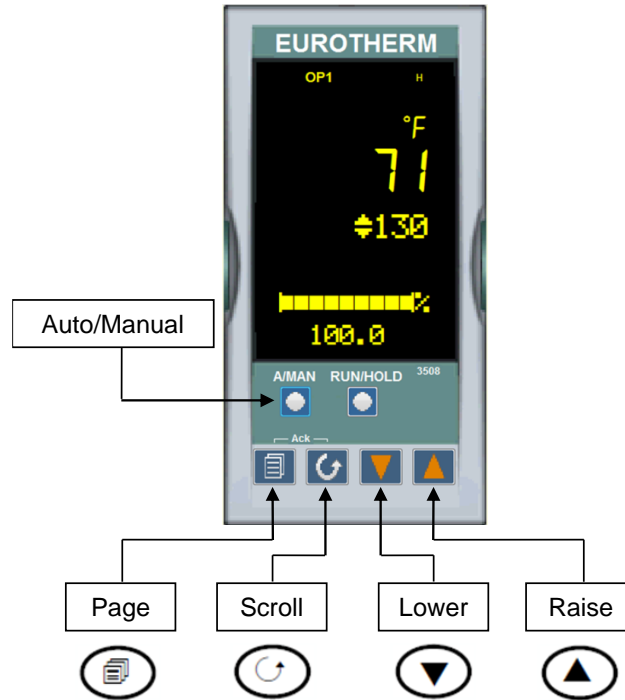 EUROTHERM
OP1 H
°F
71
130
%
100.0
Auto/Manual
A/MAN RUN/HOLD 3508
Ack
Page Scroll Lower Raise